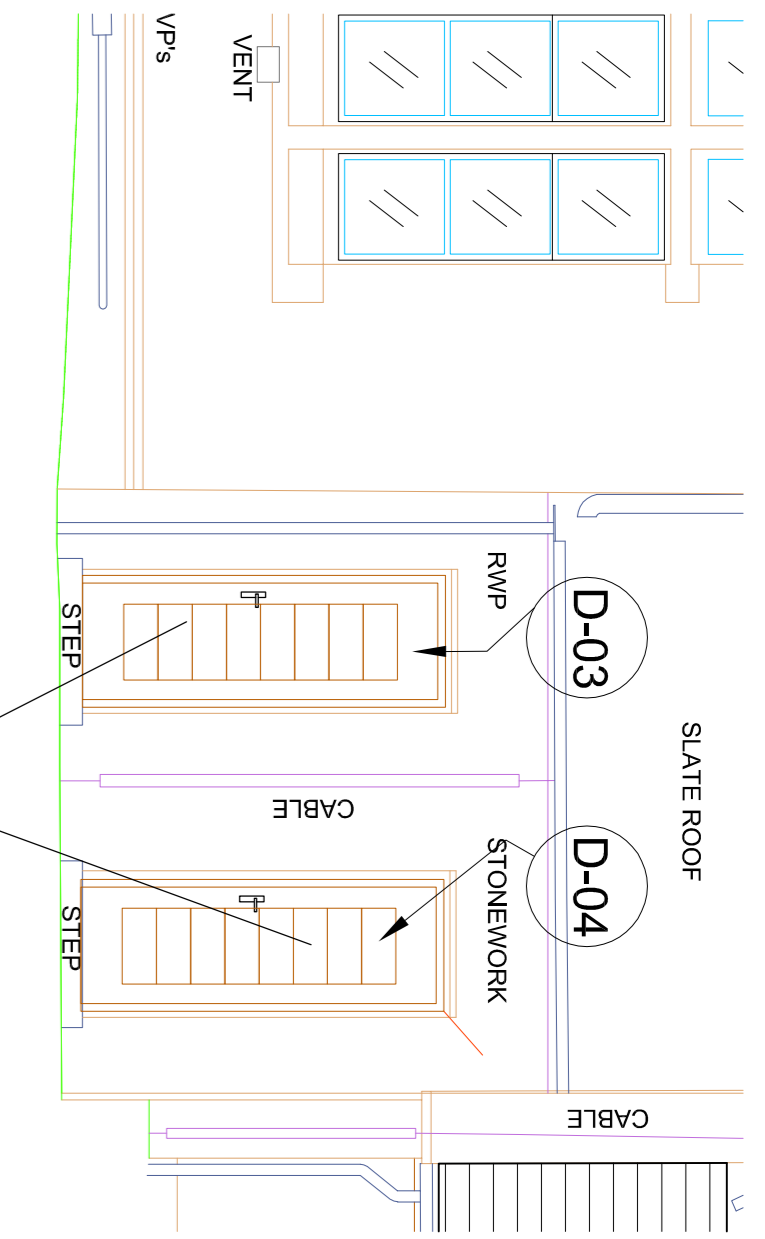 VP's
VENT
SLATE ROOF
D-03
D-04
RWP
STONEWORK
CABLE
CABLE
STEP
STEP